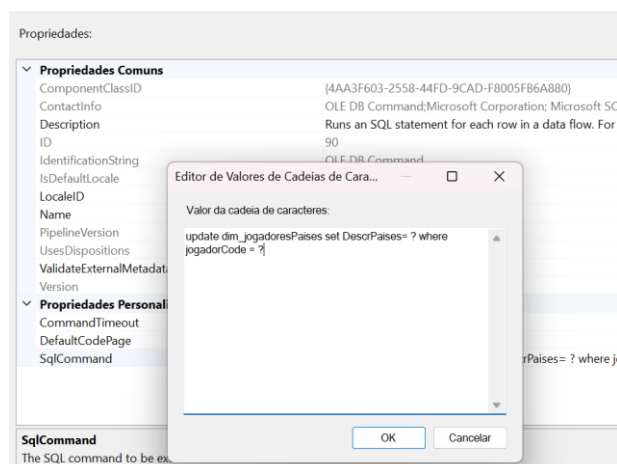 Propriedades:
Propriedades Comuns
ComponentClassID {4AA3F603-2558-44FD-9CAD-F8005FB6A880}
ContactInfo OLE DB Command;Microsoft Corporation; Microsoft SC
Description Runs an SQL statement for each row in a data flow. For
ID 90
IdentificationString OLE DB Command
IsDefaultLocale
LocaleID
Name
PipelineVersion
UsesDispositions
ValidateExternalMetadat
Version
Propriedades Personali
CommandTimeout
DefaultCodePage
SqlCommand rPaises= ? where j
SqlCommand
The SQL command to be ex
Editor de Valores de Cadeias de Cara...
Valor da cadeia de caracteres:
update dim_jogadoresPaises set DescrPaises= ? where
jogadorCode = ?
OK Cancelar